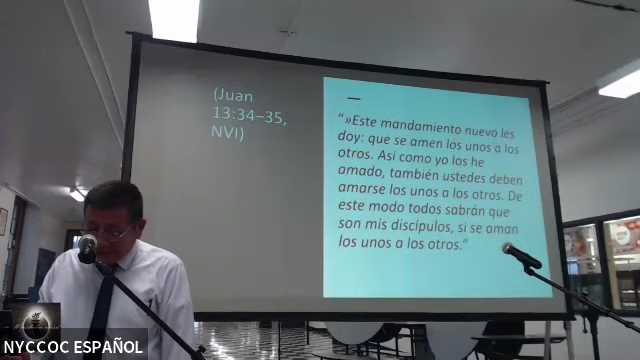 (Juan
13:34–35,
NVI)
“»Este mandamiento nuevo les
doy: que se amen los unos a los
otros. Así como yo los he
amado, también ustedes deben
amarse los unos a los otros. De
este modo todos sabrán que
son mis discípulos, si se aman
los unos a los otros.”
NYCCOC ESPAÑOL